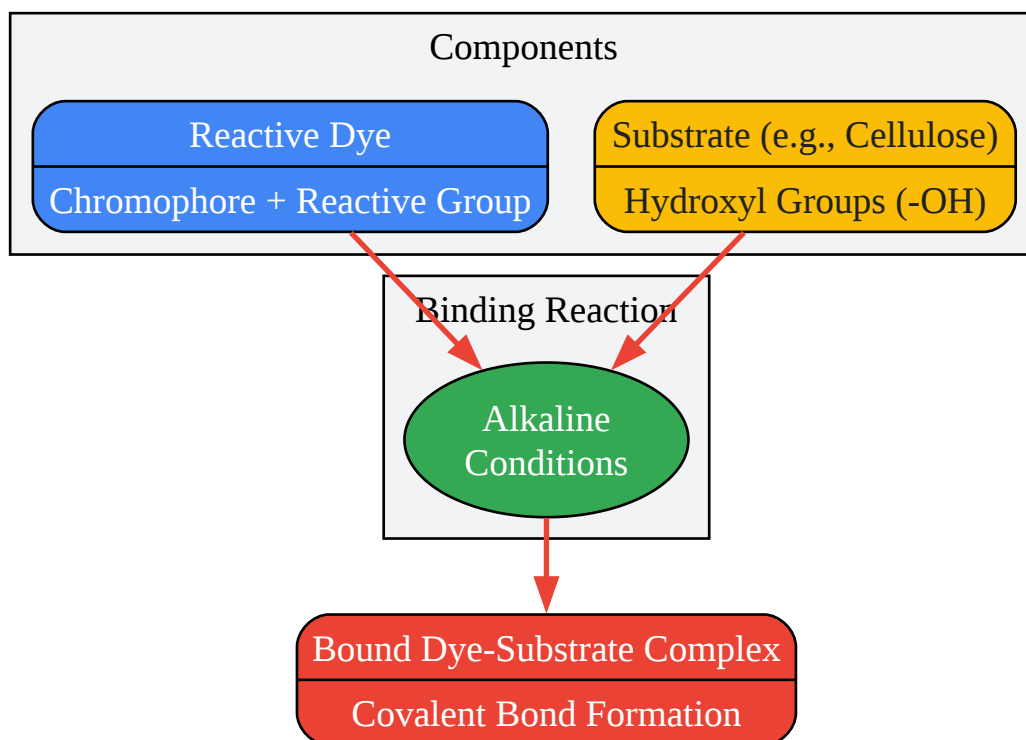 Components
Reactive Dye
Chromophore + Reactive Group
Substrate (e.g., Cellulose)
Hydroxyl Groups (-OH)
Binding Reaction
Alkaline
Conditions
Bound Dye-Substrate Complex
Covalent Bond Formation